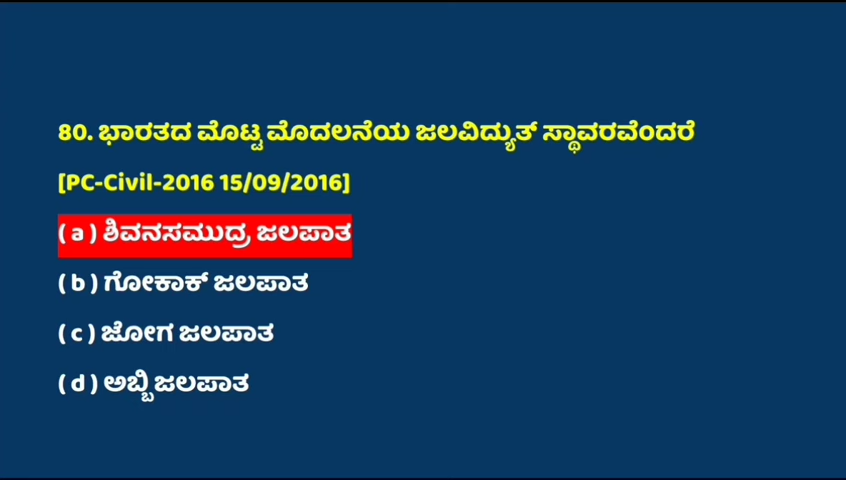 80. ಭಾರತದ ಮೊಟ್ಟ ಮೊದಲನೆಯ ಜಲವಿದ್ಯುತ್ ಸ್ಥಾವರವೆಂದರೆ
[PC-Civil-2016 15/09/2016]
( a ) ಶಿವನಸಮುದ್ರ ಜಲಪಾತ
( b ) ಗೋಕಾಕ್ ಜಲಪಾತ
( c ) ಜೋಗ ಜಲಪಾತ
( d ) ಅಬ್ಬಿಜಲಪಾತ